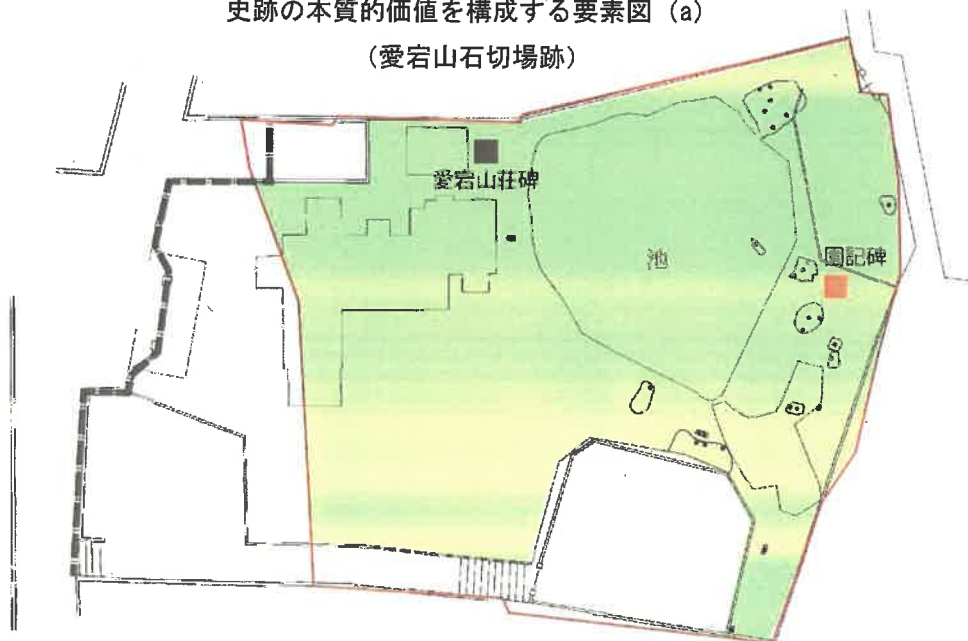 史跡の本質的価値を構成する要素図（a）
（愛宕山石切場跡）
愛宕山荘碑
池
園記碑